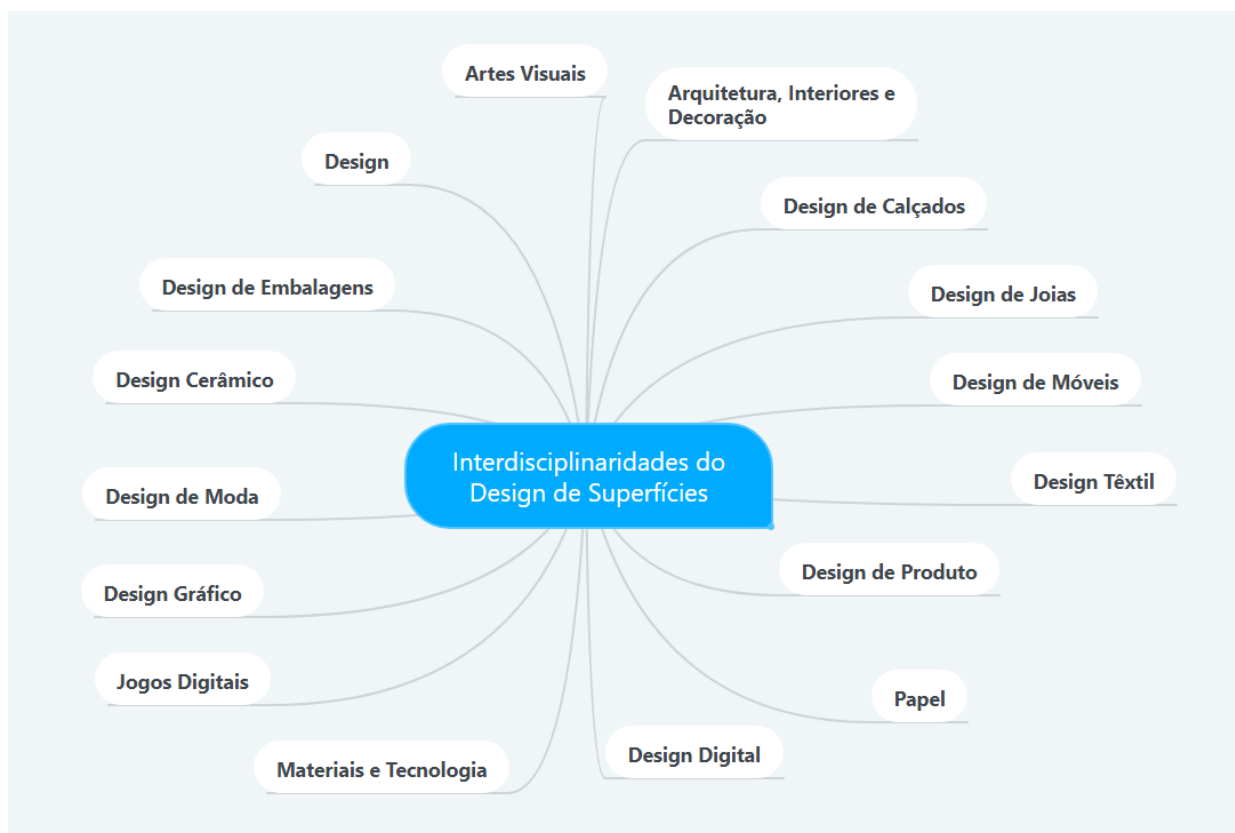 Artes Visuais
Arquitetura, Interiores e
Decoração
Design
Design de Calçados
Design de Embalagens
Design de Joias
Design Cerâmico
Design de Móveis
Interdisciplinaridades do
Design de Superfícies
Design de Moda
Design Têxtil
Design de Produto
Design Gráfico
Jogos Digitais
Papel
Materiais e Tecnologia
Design Digital